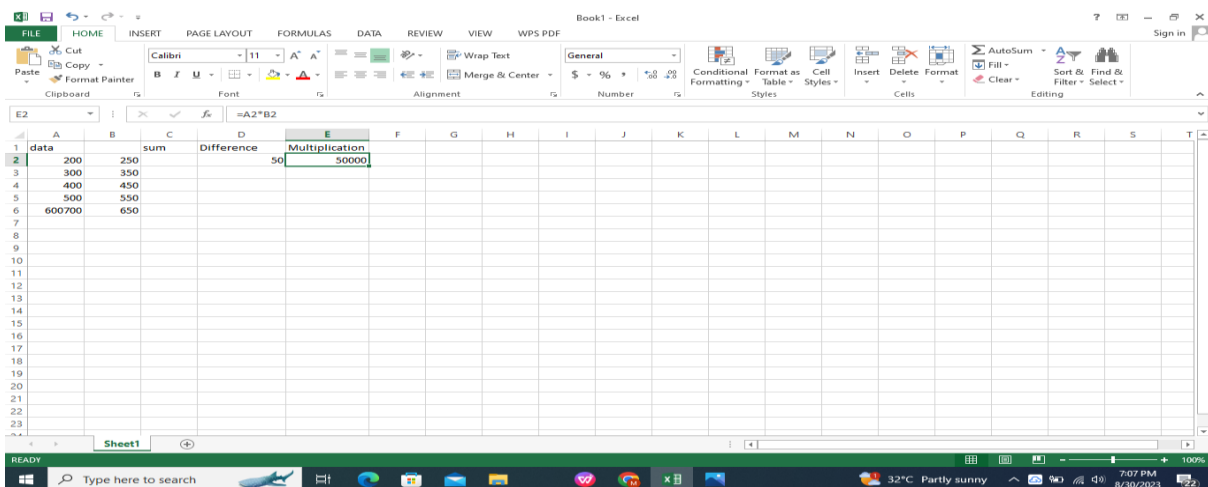 Book1 - Excel
FILE HOME INSERT PAGE LAYOUT FORMULAS DATA REVIEW VIEW WPS PDF Sign in
Paste Cut Copy Format Painter
Calibri 11 A A Wrap Text General
B I U A Merge & Center $ % , Conditional Formatting Format as Table Cell Styles Insert Delete Format
AutoSum Fill Clear Sort & Filter Find & Select
Clipboard Font Alignment Number Styles Cells Editing
E2 fx =A2*B2
A B C D E F G H I J K L M N O P Q R S T
1 data sum Difference Multiplication
2 200 250 50 50000
3 300 350
4 400 450
5 500 550
6 600700 650
7
8
9
10
11
12
13
14
15
16
17
18
19
20
21
22
23
Sheet1
READY 100%
Type here to search 32°C Partly sunny 7:07 PM
8/30/2023 22